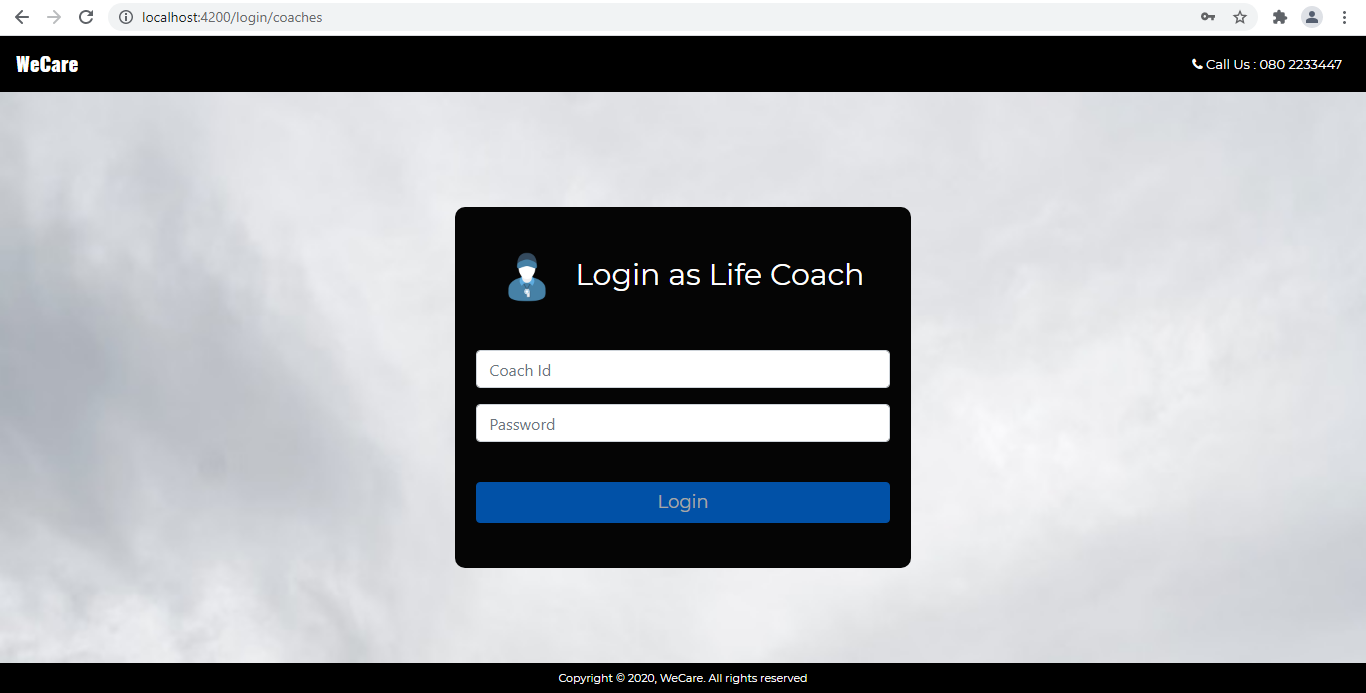 localhost:4200/login/coaches
WeCare
Call Us : 080 2233447
Login as Life Coach
Coach Id
Password
Login
Copyright © 2020, WeCare. All rights reserved